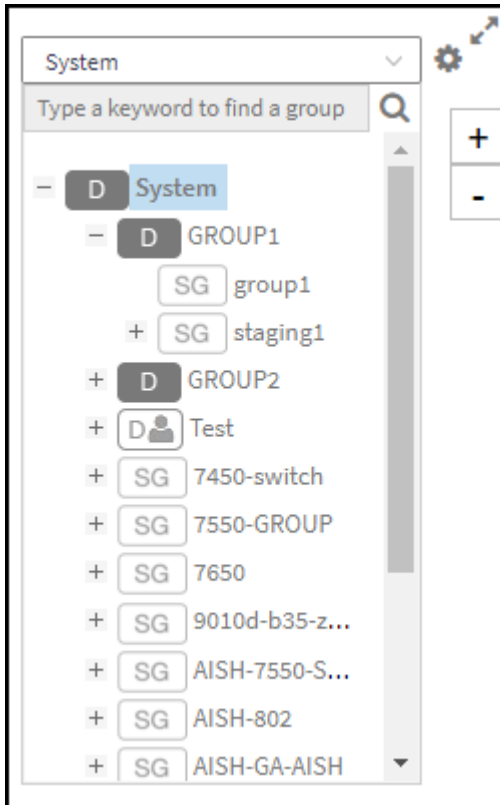 System
Type a keyword to find a group
+
-
− D System
− D GROUP1
SG group1
+ SG staging1
+ D GROUP2
+ D Test
+ SG 7450-switch
+ SG 7550-GROUP
+ SG 7650
+ SG 9010d-b35-z...
+ SG AISH-7550-S...
+ SG AISH-802
+ SG AISH-GA-AISH